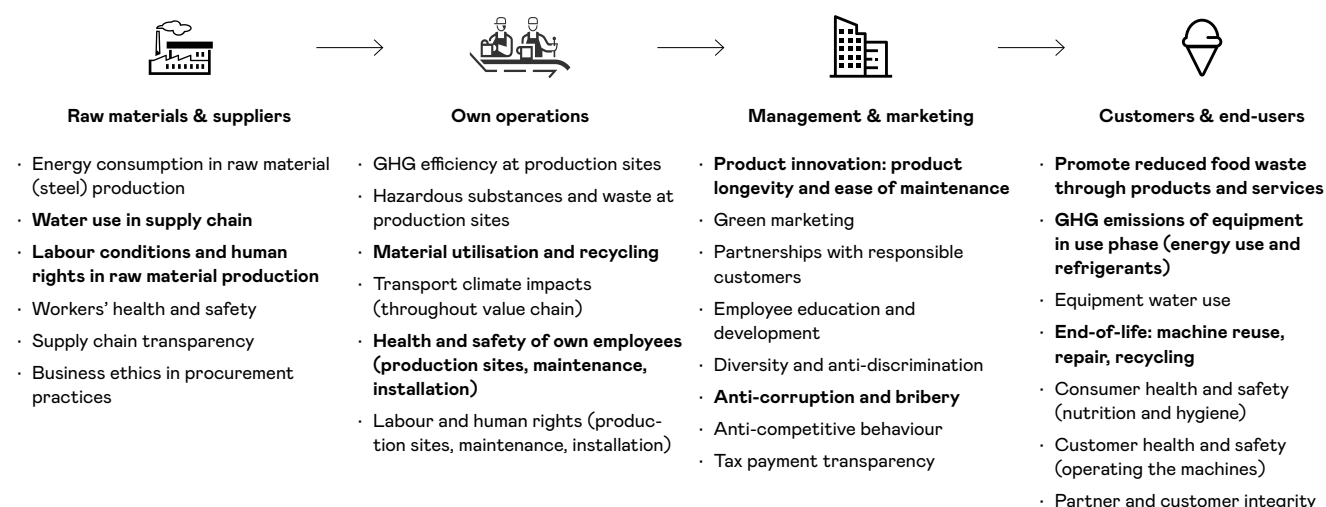 Raw materials & suppliers
· Energy consumption in raw material
(steel) production
· Water use in supply chain
· Labour conditions and human
rights in raw material production
· Workers’ health and safety
· Supply chain transparency
· Business ethics in procurement
practices
Own operations
· GHG efficiency at production sites
· Hazardous substances and waste at
production sites
· Material utilisation and recycling
· Transport climate impacts
(throughout value chain)
· Health and safety of own employees
(production sites, maintenance,
installation)
· Labour and human rights (produc-
tion sites, maintenance, installation)
Management & marketing
· Product innovation: product
longevity and ease of maintenance
· Green marketing
· Partnerships with responsible
customers
· Employee education and
development
· Diversity and anti-discrimination
· Anti-corruption and bribery
· Anti-competitive behaviour
· Tax payment transparency
Customers & end-users
· Promote reduced food waste
through products and services
· GHG emissions of equipment
in use phase (energy use and
refrigerants)
· Equipment water use
· End-of-life: machine reuse,
repair, recycling
· Consumer health and safety
(nutrition and hygiene)
· Customer health and safety
(operating the machines)
· Partner and customer integrity